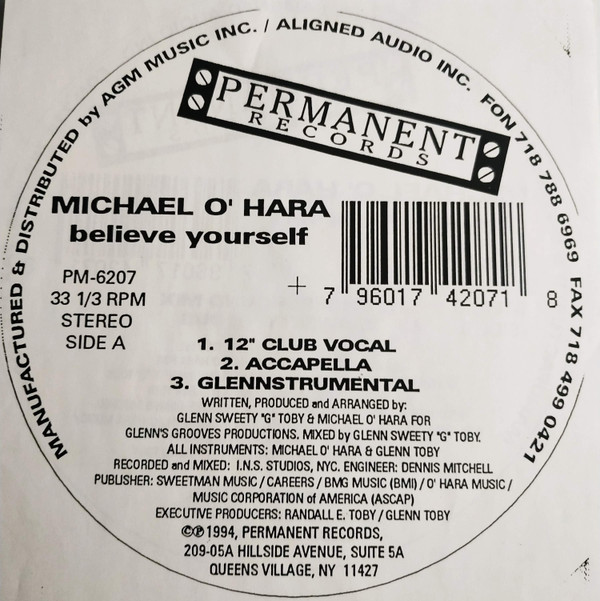 MANUFACTURED & DISTRIBUTED by AGM MUSIC INC. / ALIGNED AUDIO INC. FON 718 788 6969 FAX 718 499 0421
PERMANENT
RECORDS
MICHAEL O' HARA
believe yourself
PM-6207
33 1/3 RPM
STEREO
SIDE A
7 96017 42071 8
1. 12" CLUB VOCAL
2. ACCAPELLA
3. GLENNSTRUMENTAL
WRITTEN, PRODUCED and ARRANGED by:
GLENN SWEETY "G" TOBY & MICHAEL O' HARA FOR
GLENN'S GROOVES PRODUCTIONS. MIXED by GLENN SWEETY "G" TOBY.
ALL INSTRUMENTS: MICHAEL O' HARA & GLENN TOBY
RECORDED and MIXED: I.N.S. STUDIOS, NYC. ENGINEER: DENNIS MITCHELL
PUBLISHER: SWEETMAN MUSIC / CAREERS / BMG MUSIC (BMI) / O' HARA MUSIC /
MUSIC CORPORATION of AMERICA (ASCAP)
EXECUTIVE PRODUCERS: RANDALL E. TOBY / GLENN TOBY
©℗1994, PERMANENT RECORDS,
209-05A HILLSIDE AVENUE, SUITE 5A
QUEENS VILLAGE, NY 11427